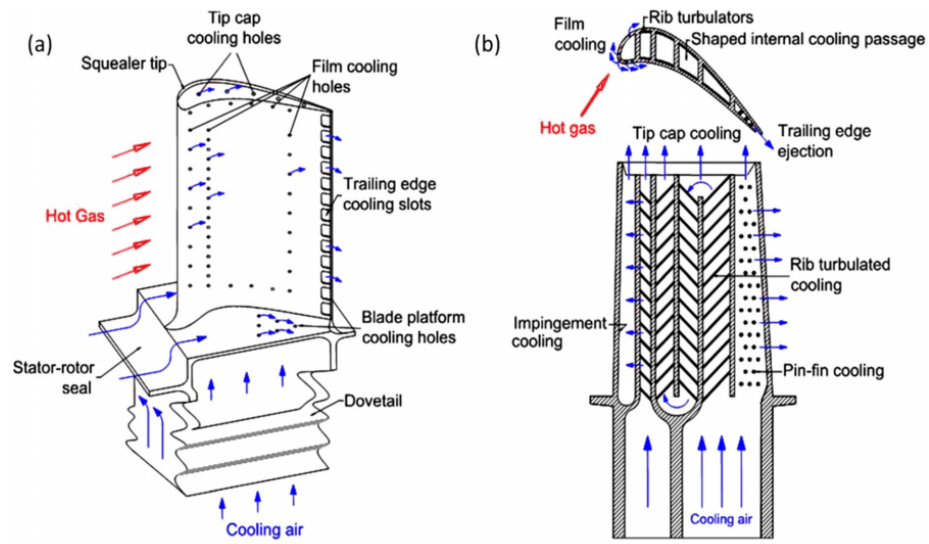 (a)
Tip cap
cooling holes
Squealer tip
Film cooling
holes
Hot Gas
Trailing edge
cooling slots
Blade platform
cooling holes
Stator-rotor
seal
Dovetail
Cooling air
(b)
Film
cooling
Rib turbulators
Shaped internal cooling passage
Hot gas
Tip cap cooling
Trailing edge
ejection
Rib turbulated
cooling
Impingement
cooling
Pin-fin cooling
Cooling air